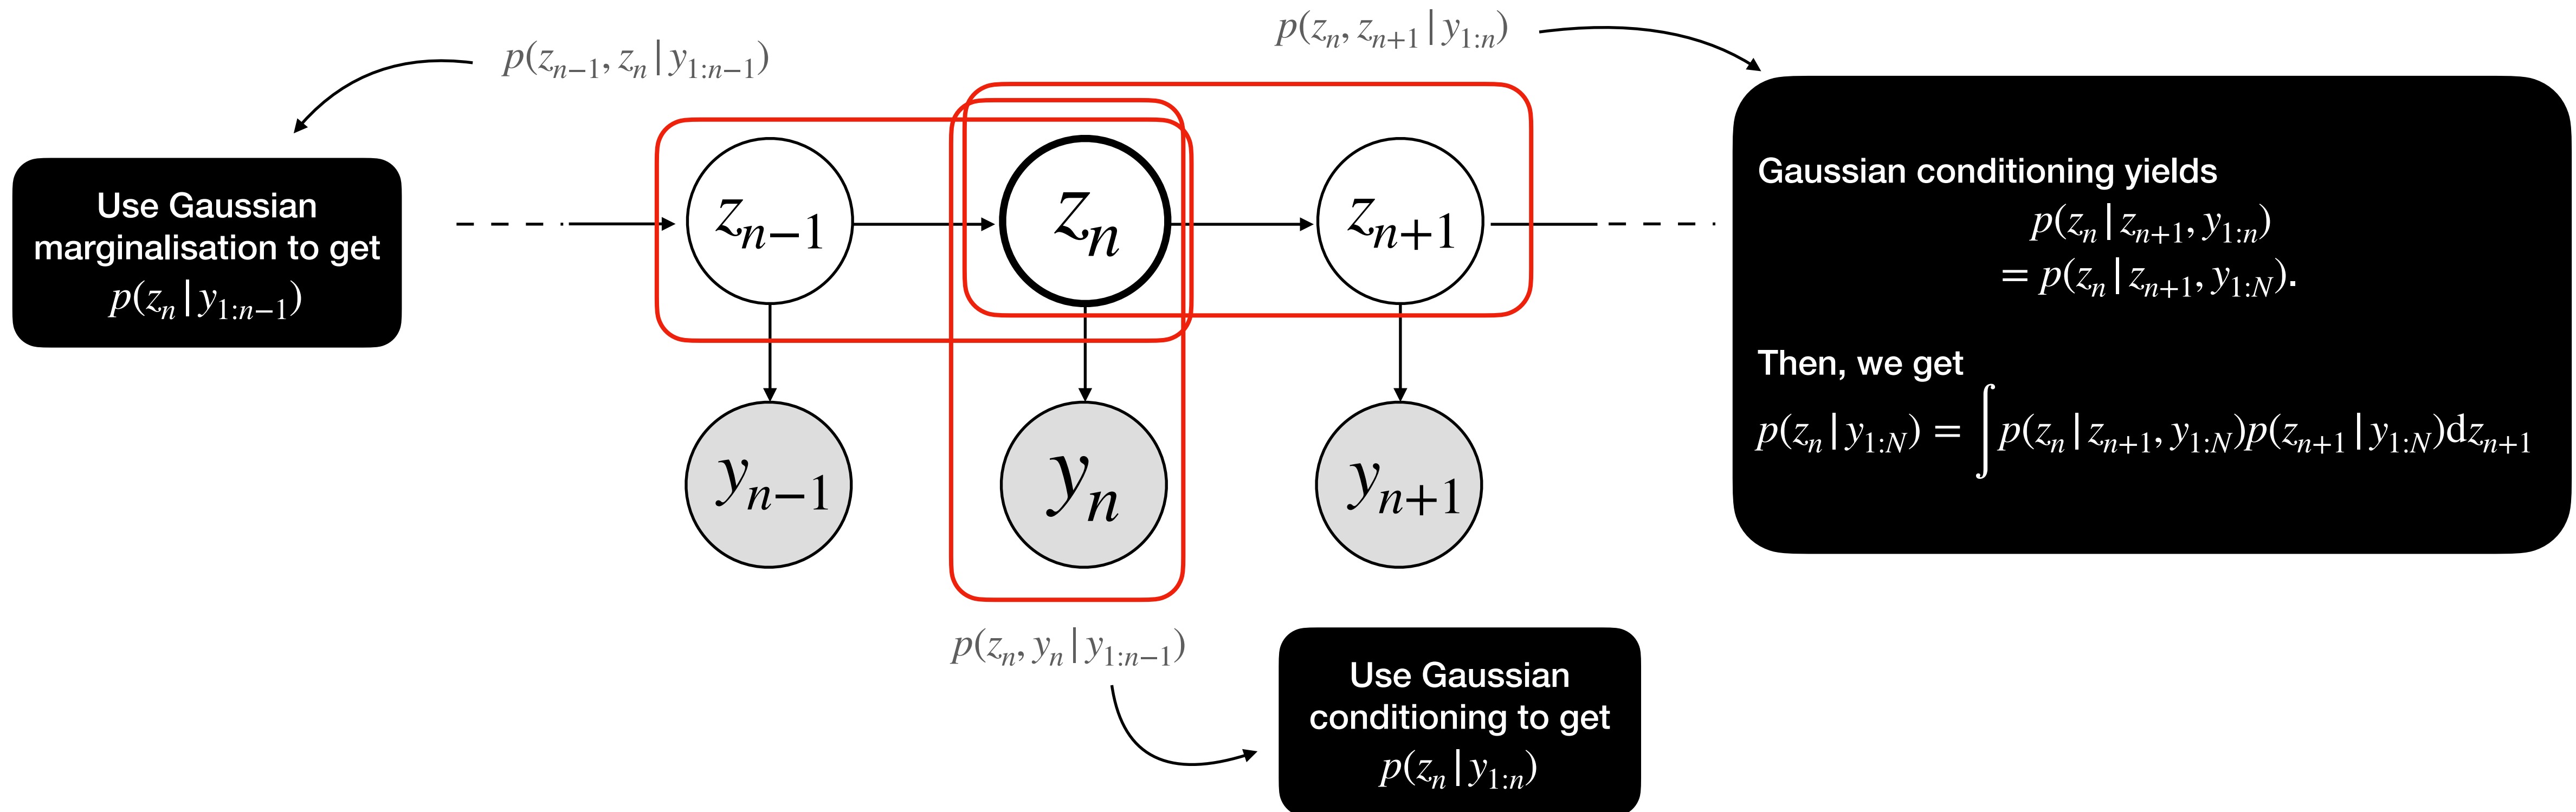 p(z_{n−1}, z_n | y_{1:n−1})
p(z_n, z_{n+1} | y_{1:n})
Use Gaussian
marginalisation to get
p(z_n | y_{1:n−1})
z_{n−1}
z_n
z_{n+1}
y_{n−1}
y_n
y_{n+1}
Gaussian conditioning yields
p(z_n | z_{n+1}, y_{1:n})
= p(z_n | z_{n+1}, y_{1:N}).
Then, we get
p(z_n | y_{1:N}) = ∫ p(z_n | z_{n+1}, y_{1:N})p(z_{n+1} | y_{1:N})dz_{n+1}
p(z_n, y_n | y_{1:n−1})
Use Gaussian
conditioning to get
p(z_n | y_{1:n})